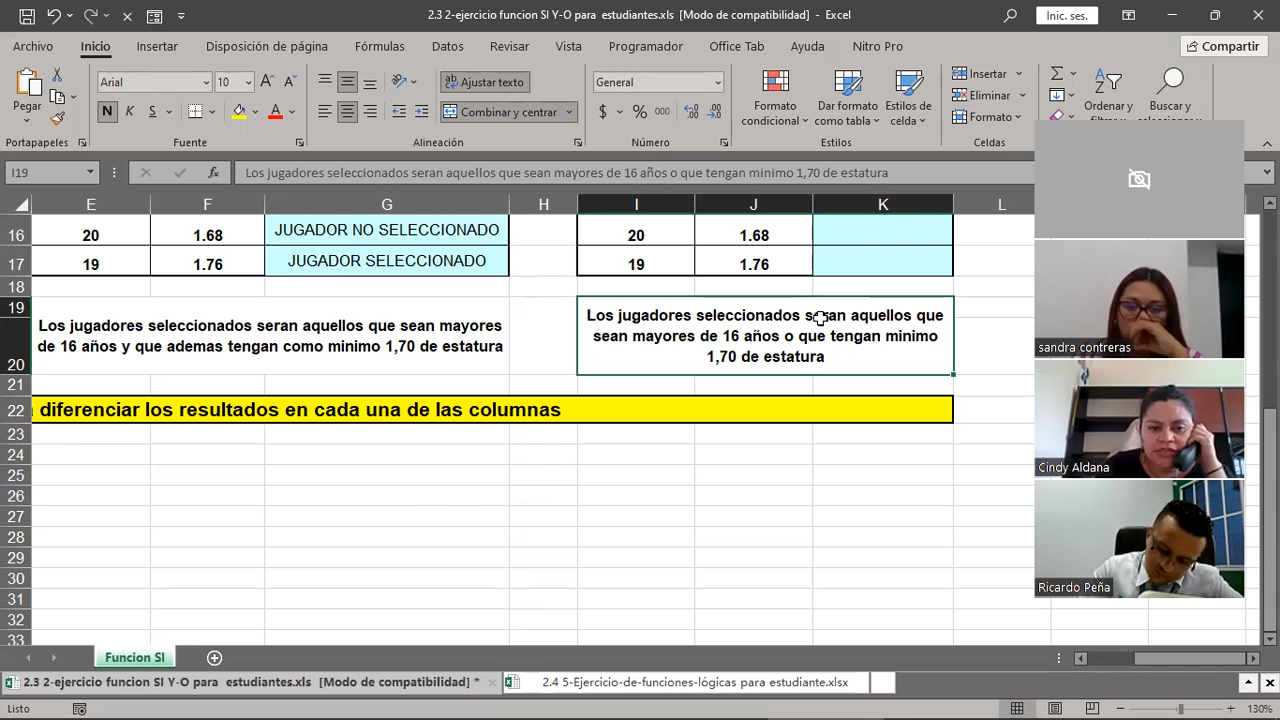 2.3 2-ejercicio funcion SI Y-O para estudiantes.xls [Modo de compatibilidad] - Excel
Inic. ses.
Archivo Inicio Insertar Disposición de página Fórmulas Datos Revisar Vista Programador Office Tab Ayuda Nitro Pro Compartir
Pegar
Arial 10
N K S
Ajustar texto
Combinar y centrar
General
$ % 000
Formato condicional
Dar formato como tabla
Estilos de celda
Insertar
Eliminar
Formato
Ordenar y
Buscar y
Portapapeles Fuente Alineación Número Estilos Celdas
I19 fx Los jugadores seleccionados seran aquellos que sean mayores de 16 años o que tengan minimo 1,70 de estatura
E F G H I J K L
16 20 1.68 JUGADOR NO SELECCIONADO 20 1.68
17 19 1.76 JUGADOR SELECCIONADO 19 1.76
18
19
20
Los jugadores seleccionados seran aquellos que sean mayores
de 16 años y que ademas tengan como minimo 1,70 de estatura
Los jugadores seleccionados seran aquellos que
sean mayores de 16 años o que tengan minimo
1,70 de estatura
21
22 diferenciar los resultados en cada una de las columnas
23
24
25
26
27
28
29
30
31
32
33
sandra contreras
Cindy Aldana
Ricardo Peña
Funcion SI
2.3 2-ejercicio funcion SI Y-O para estudiantes.xls [Modo de compatibilidad] *
2.4 5-Ejercicio-de-funciones-lógicas para estudiante.xlsx
Listo
130%